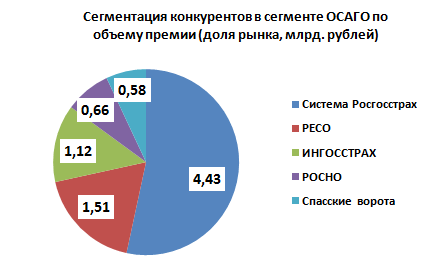 Сегментация конкурентов в сегменте ОСАГО по
объему премии (доля рынка, млрд. рублей)
0,58
0,66
1,12
1,51
4,43
Система Росгосстрах
РЕСО
ИНГОССТРАХ
РОСНО
Спасские ворота